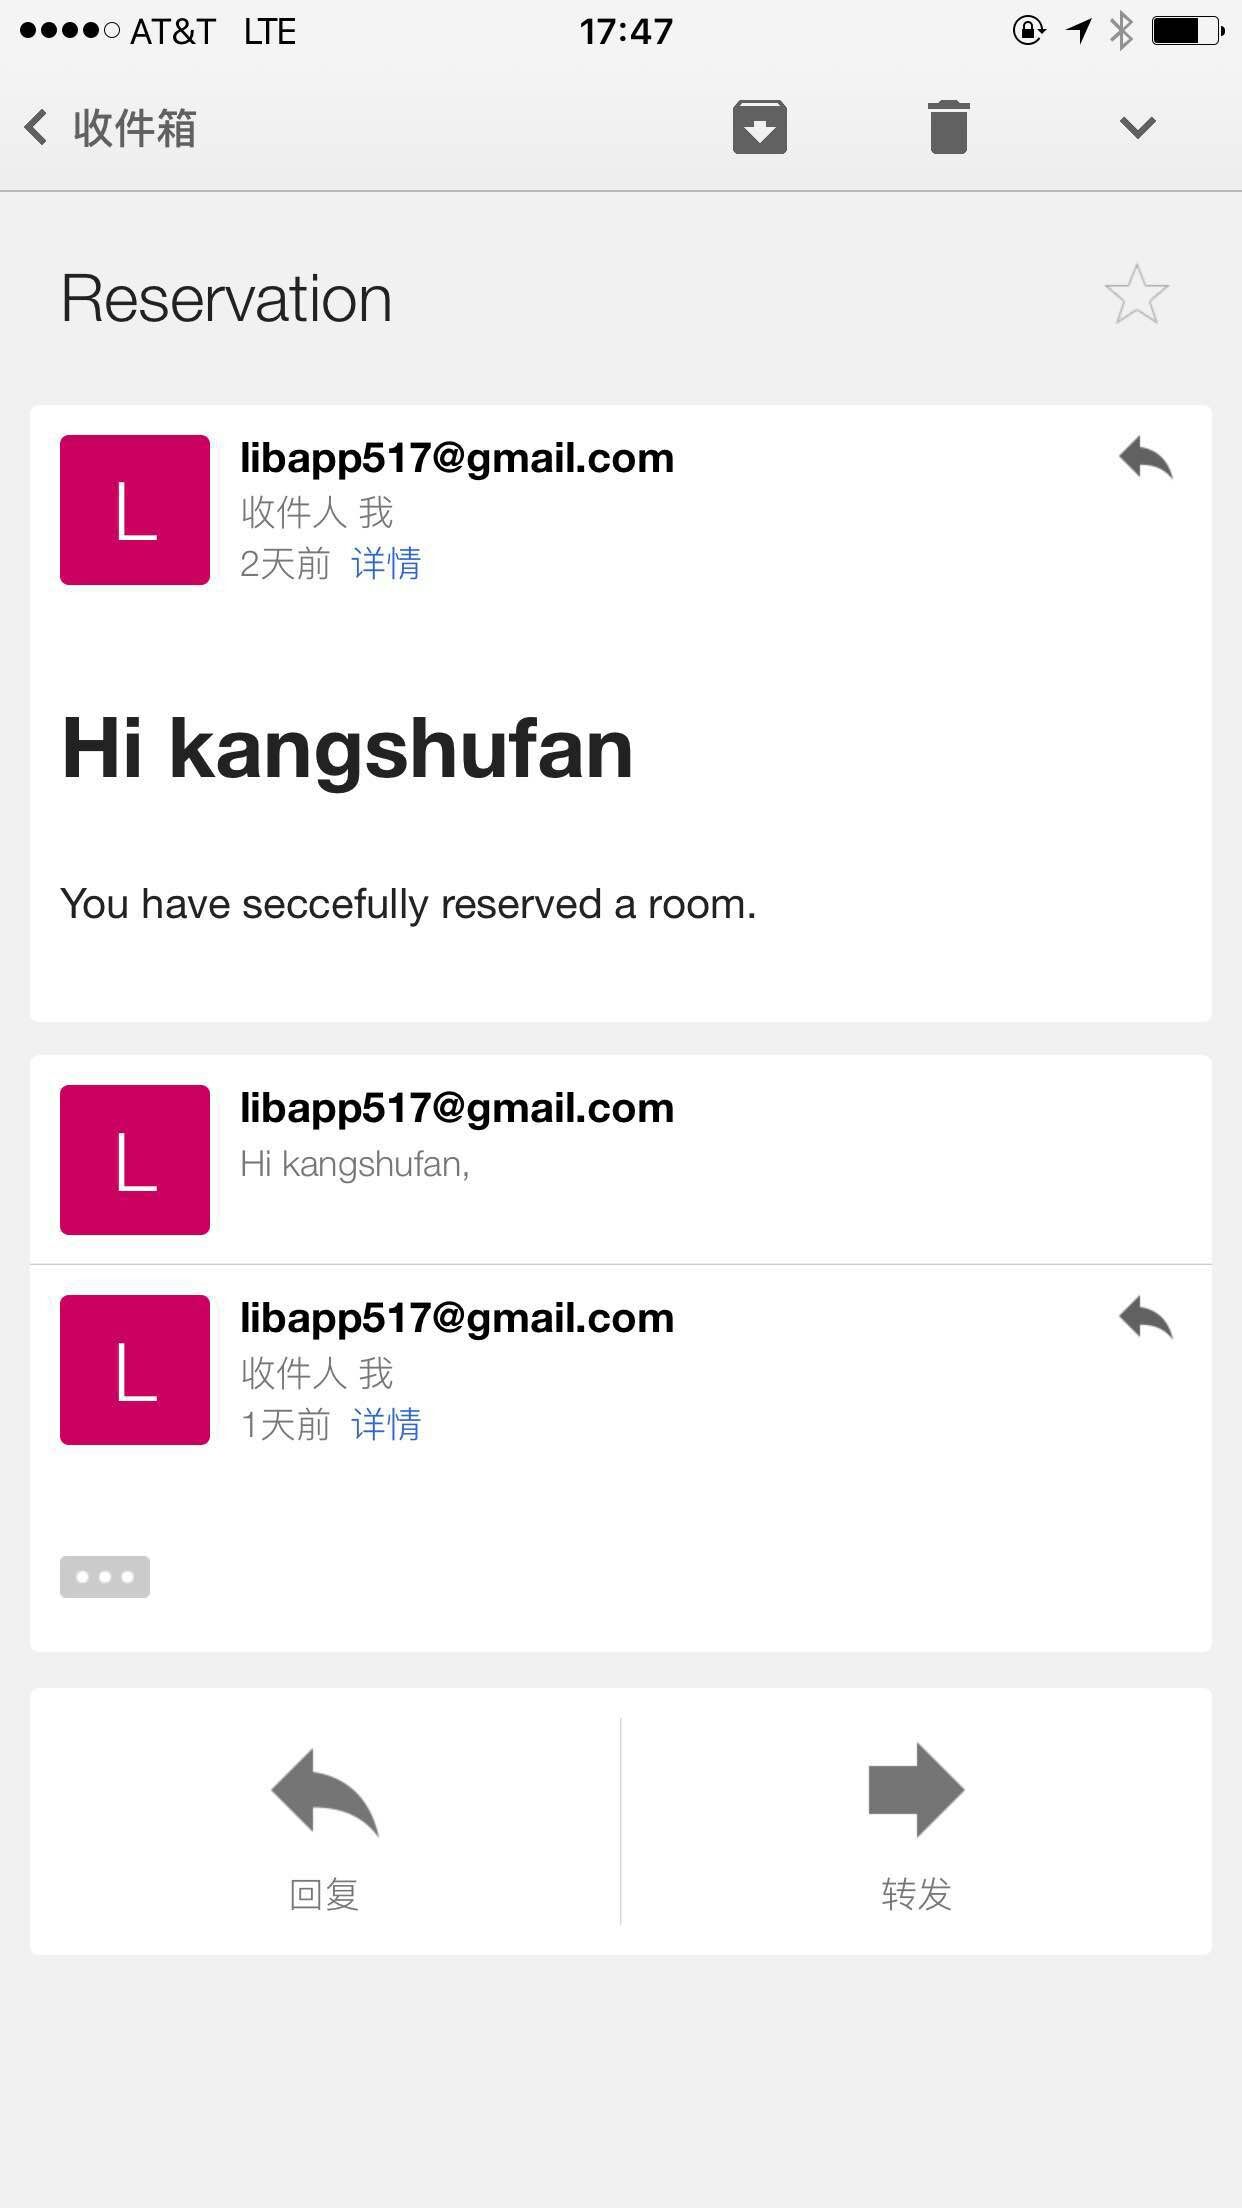 AT&T LTE 17:47
收件箱
Reservation
L
libapp517@gmail.com
收件人 我
2天前 详情
Hi kangshufan
You have seccefully reserved a room.
L
libapp517@gmail.com
Hi kangshufan,
L
libapp517@gmail.com
收件人 我
1天前 详情
回复
转发